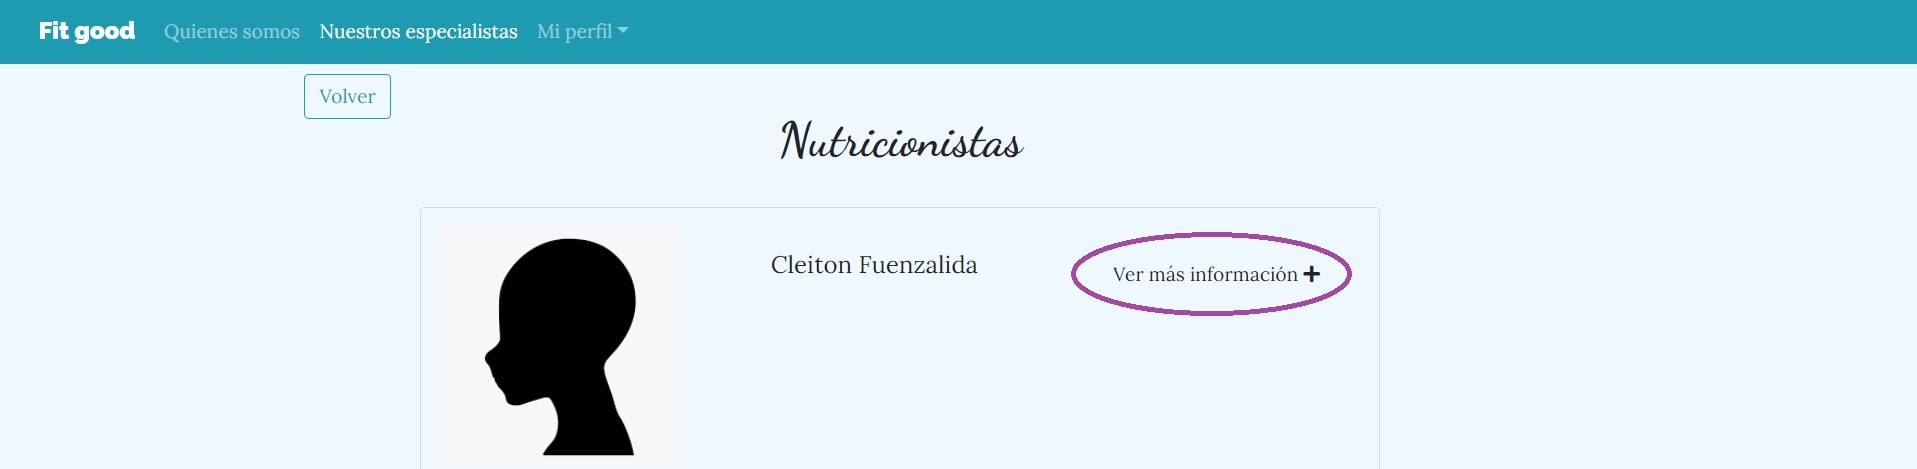 Fit good Quienes somos Nuestros especialistas Mi perfil
Volver
Nutricionistas
Cleiton Fuenzalida
Ver más información +